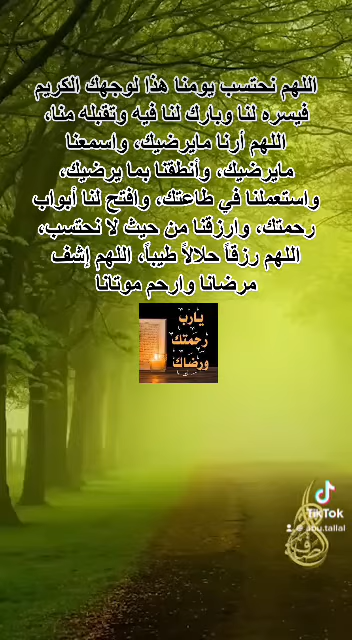 اللهم نحتسب يومنا هذا لوجهك الكريم
فيسره لنا وبارك لنا فيه وتقبله منا،
اللهم أرنا مايرضيك، واسمعنا
مايرضيك، وأنطقتنا بما يرضيك،
واستعملنا في طاعتك، وافتح لنا أبواب
رحمتك، وارزقنا من حيث لا نحتسب،
اللهم رزقاً حلالاً طيباً، اللهم إشف
مرضانا وارحم موتانا
يارب
رحمتك
ورضاك
TikTok
@abu.tallal